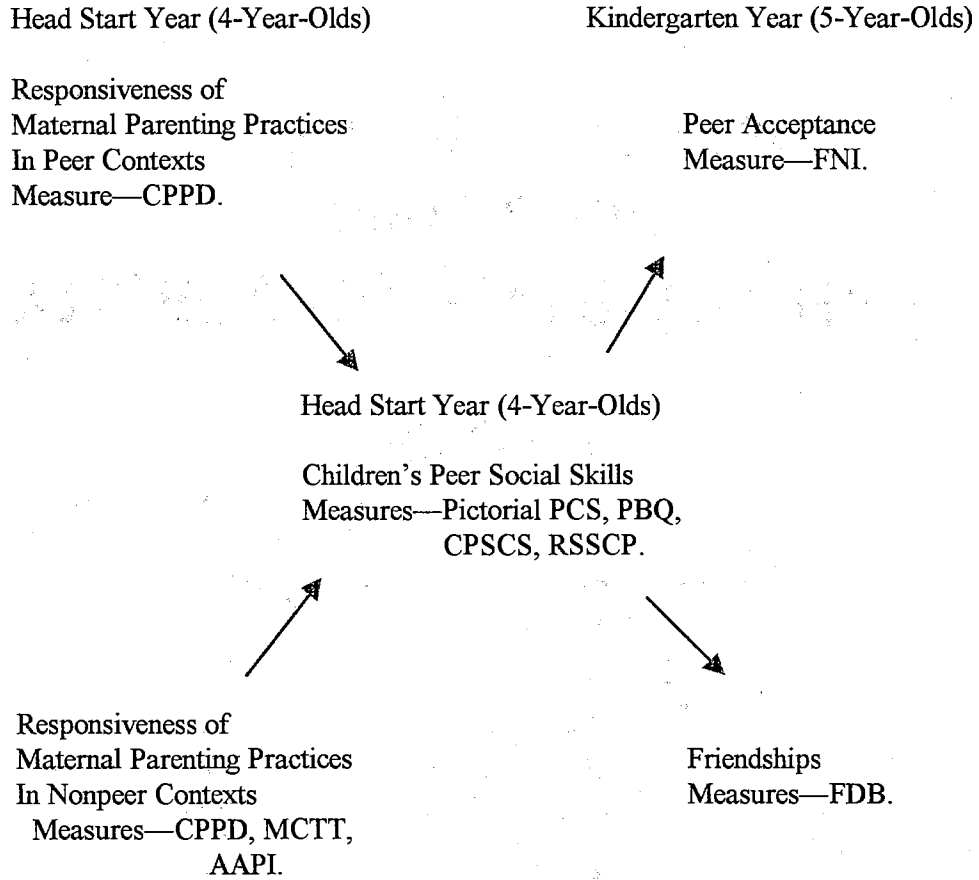 Head Start Year (4-Year-Olds)
Kindergarten Year (5-Year-Olds)
Responsiveness of
Maternal Parenting Practices
In Peer Contexts
Measure—CPPD.
Peer Acceptance
Measure—FNI.
Head Start Year (4-Year-Olds)
Children's Peer Social Skills
Measures—Pictorial PCS, PBQ,
CPSCS, RSSCP.
Responsiveness of
Maternal Parenting Practices
In Nonpeer Contexts
Measures—CPPD, MCTT,
AAPI.
Friendships
Measures—FDB.